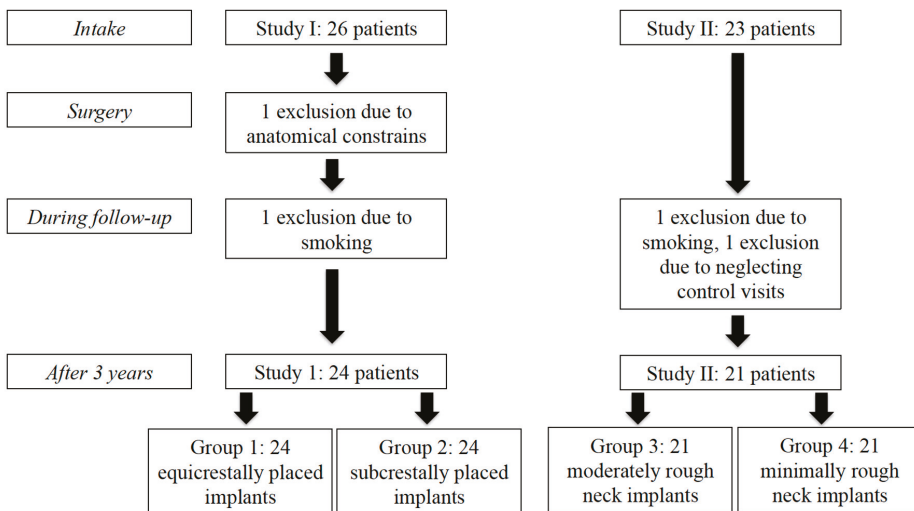 Intake
Study I: 26 patients
Study II: 23 patients
Surgery
1 exclusion due to
anatomical constrains
During follow-up
1 exclusion due to
smoking
1 exclusion due to
smoking, 1 exclusion
due to neglecting
control visits
After 3 years
Study 1: 24 patients
Study II: 21 patients
Group 1: 24
equicrestally placed
implants
Group 2: 24
subcrestally placed
implants
Group 3: 21
moderately rough
neck implants
Group 4: 21
minimally rough
neck implants